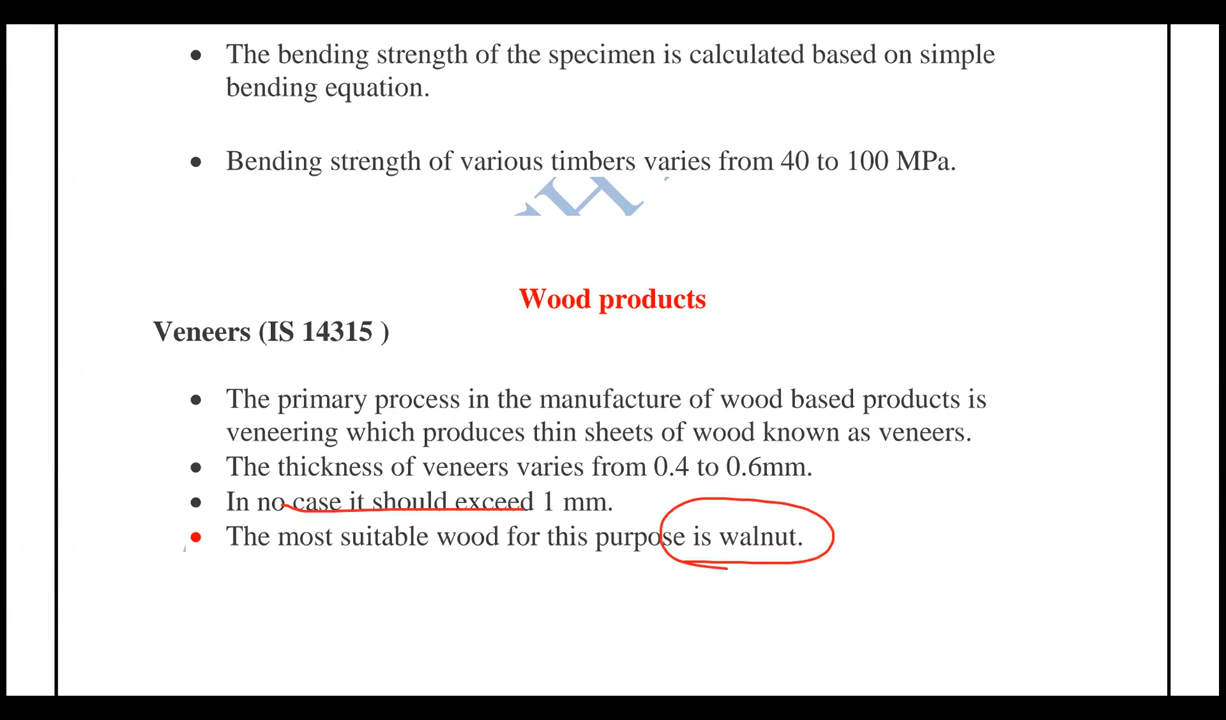 • The bending strength of the specimen is calculated based on simple
bending equation.
• Bending strength of various timbers varies from 40 to 100 MPa.
Wood products
Veneers (IS 14315 )
• The primary process in the manufacture of wood based products is
veneering which produces thin sheets of wood known as veneers.
• The thickness of veneers varies from 0.4 to 0.6mm.
• In no case it should exceed 1 mm.
• The most suitable wood for this purpose is walnut.